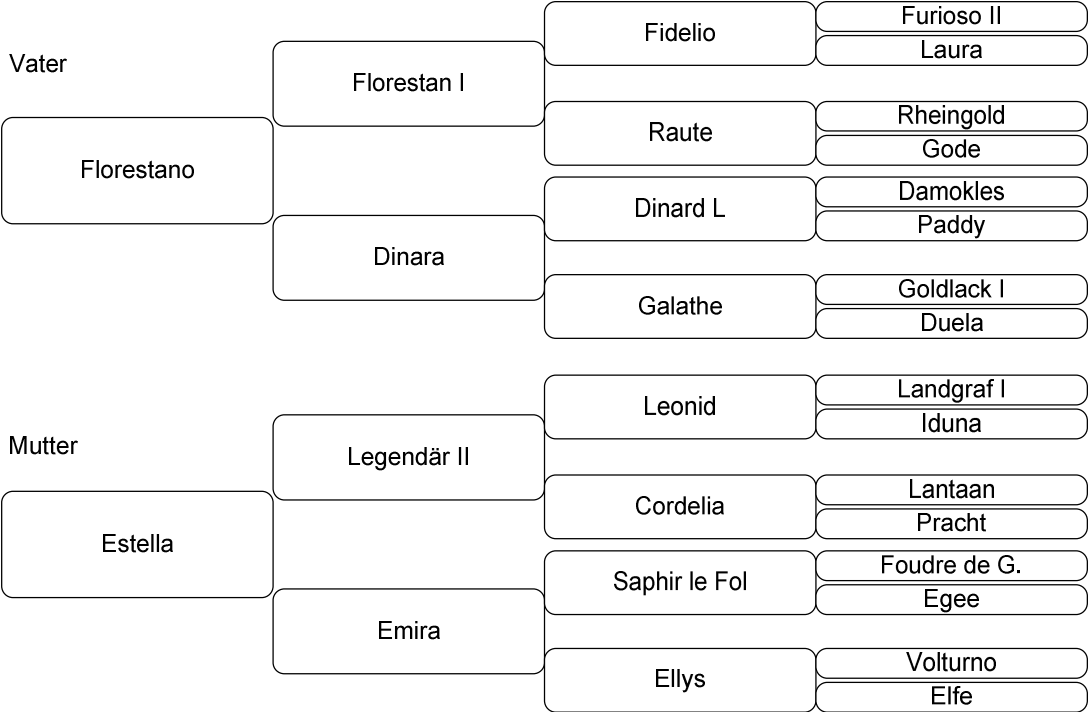 Vater
Florestano
Florestan I
Dinara
Fidelio
Raute
Dinard L
Galathe
Furioso II
Laura
Rheingold
Gode
Damokles
Paddy
Goldlack I
Duela
Mutter
Estella
Legendär II
Emira
Leonid
Cordelia
Saphir le Fol
Ellys
Landgraf I
Iduna
Lantaan
Pracht
Foudre de G.
Egee
Volturno
Elfe